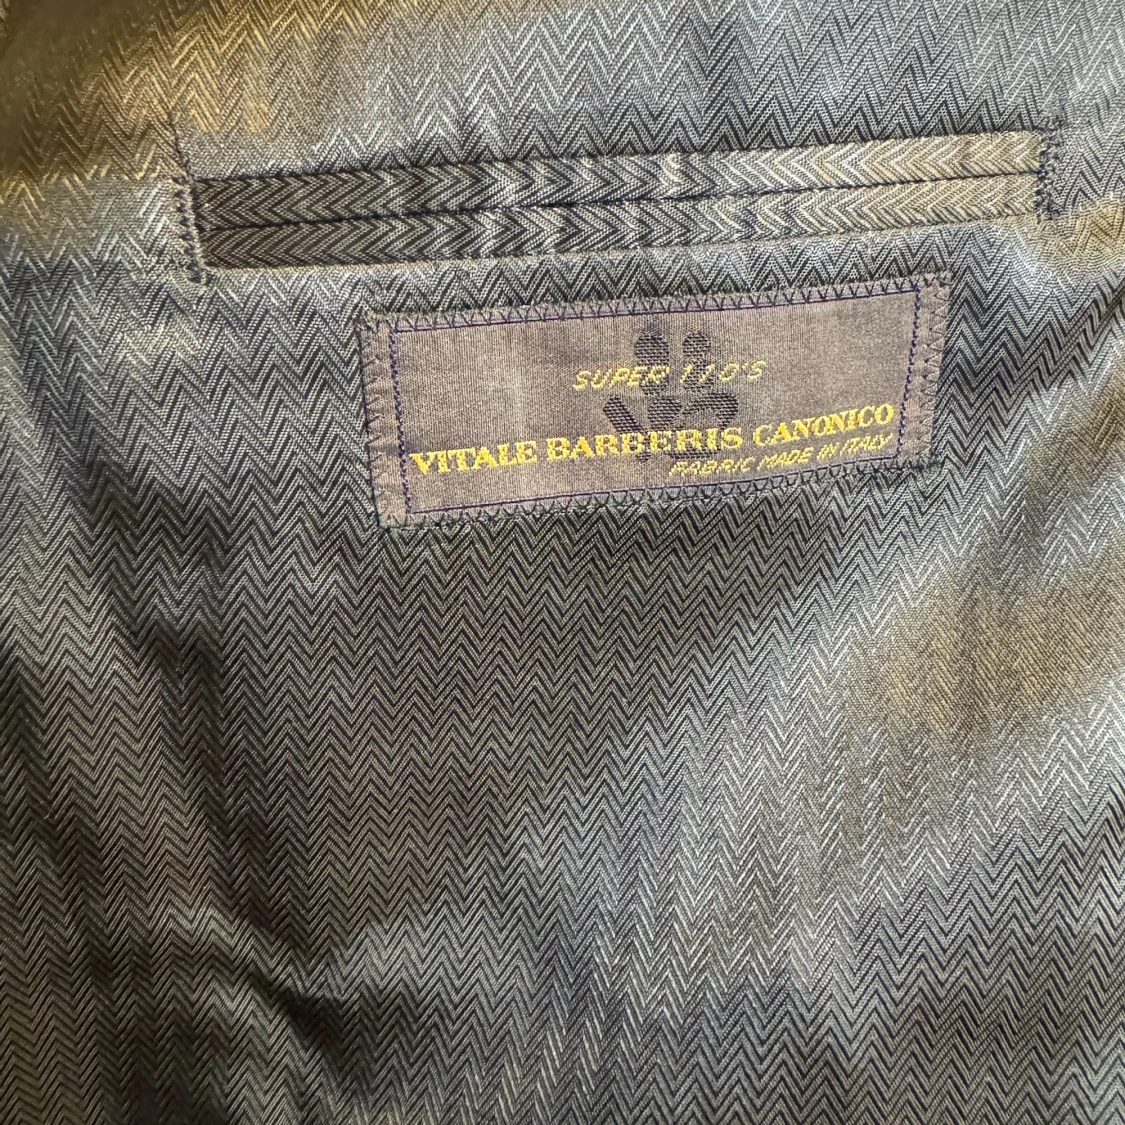 SUPER 110'S
VITALE BARBERIS CANONICO
FABRIC MADE IN ITALY